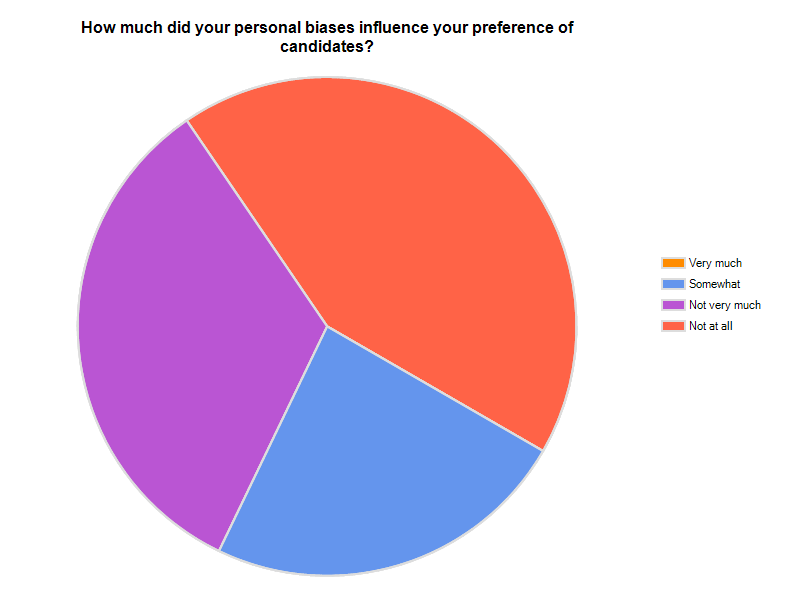 How much did your personal biases influence your preference of
candidates?
Very much
Somewhat
Not very much
Not at all